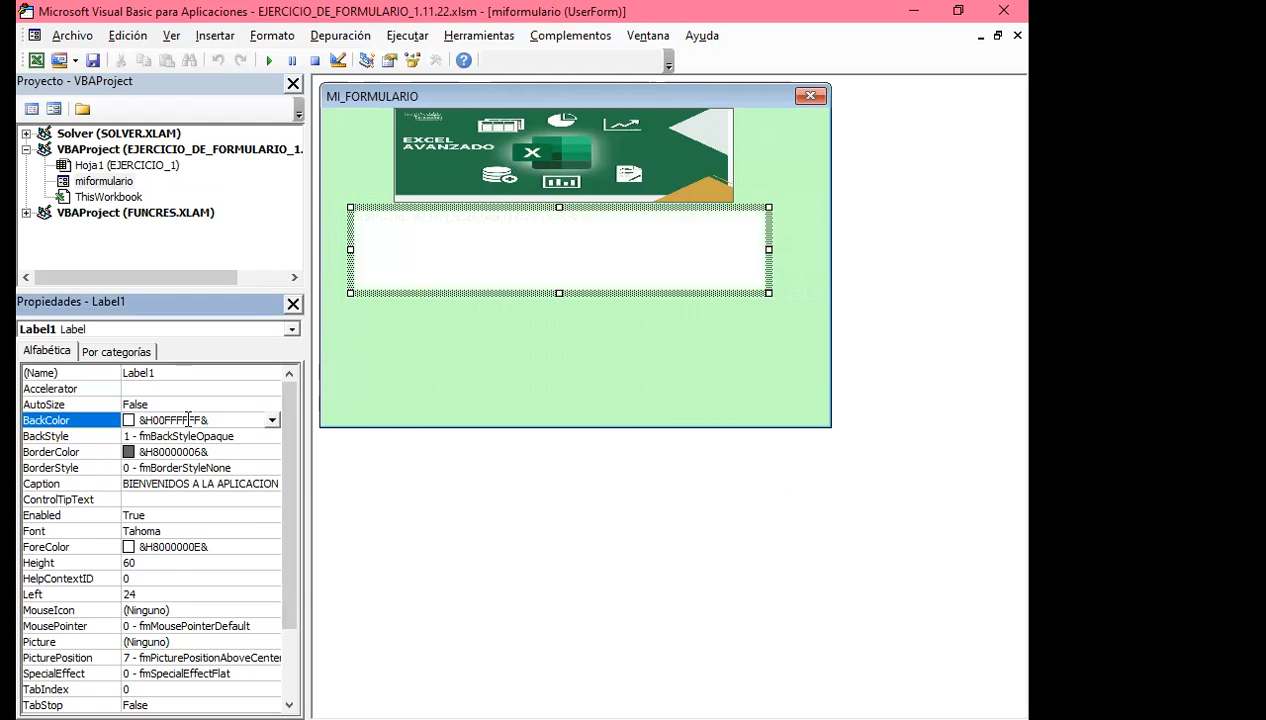 Microsoft Visual Basic para Aplicaciones - EJERCICIO_DE_FORMULARIO_1.11.22.xlsm - [miformulario (UserForm)]
Archivo Edición Ver Insertar Formato Depuración Ejecutar Herramientas Complementos Ventana Ayuda
Proyecto - VBAProject
Solver (SOLVER.XLAM)
VBAProject (EJERCICIO_DE_FORMULARIO_1.
Hoja1 (EJERCICIO_1)
miformulario
ThisWorkbook
VBAProject (FUNCRES.XLAM)
Propiedades - Label1
Label1 Label
Alfabética Por categorías
(Name) Label1
Accelerator
AutoSize False
BackColor &H00FFFFFF&
BackStyle 1 - fmBackStyleOpaque
BorderColor &H80000006&
BorderStyle 0 - fmBorderStyleNone
Caption BIENVENIDOS A LA APLICACION
ControlTipText
Enabled True
Font Tahoma
ForeColor &H8000000E&
Height 60
HelpContextID 0
Left 24
MouseIcon (Ninguno)
MousePointer 0 - fmMousePointerDefault
Picture (Ninguno)
PicturePosition 7 - fmPicturePositionAboveCenter
SpecialEffect 0 - fmSpecialEffectFlat
TabIndex 0
TabStop False
MI_FORMULARIO
EXCEL
AVANZADO
X